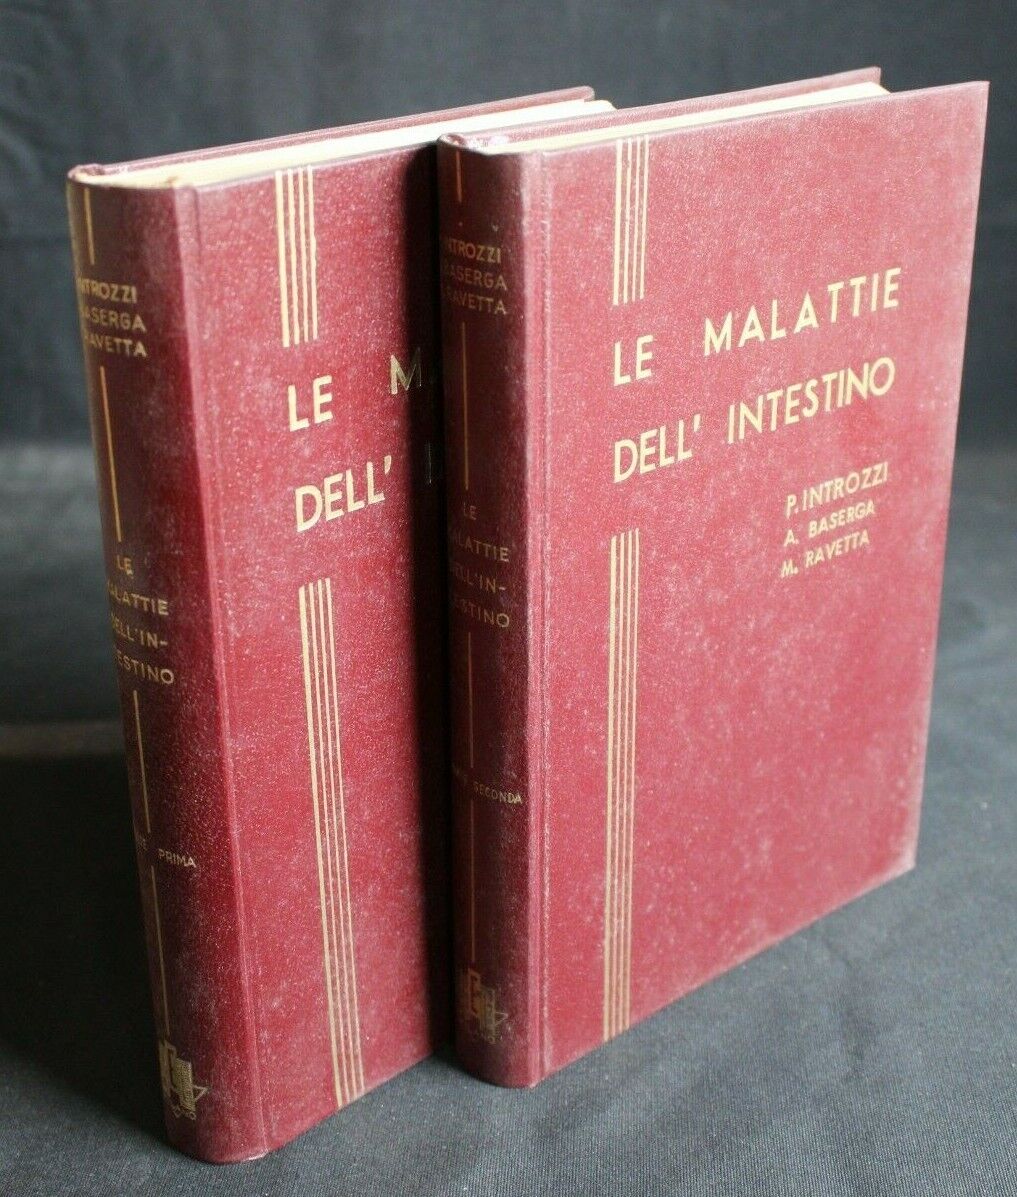 INTROZZI
BASERGA
RAVETTA
LE
MALATTIE
DELL'IN-
TESTINO
PRIMA
LE
DELL'
INTROZZI
BASERGA
RAVETTA
LE
MALATTIE
DELL'IN-
TESTINO
SECONDA
LE MALATTIE
DELL' INTESTINO
P. INTROZZI
A. BASERGA
M. RAVETTA